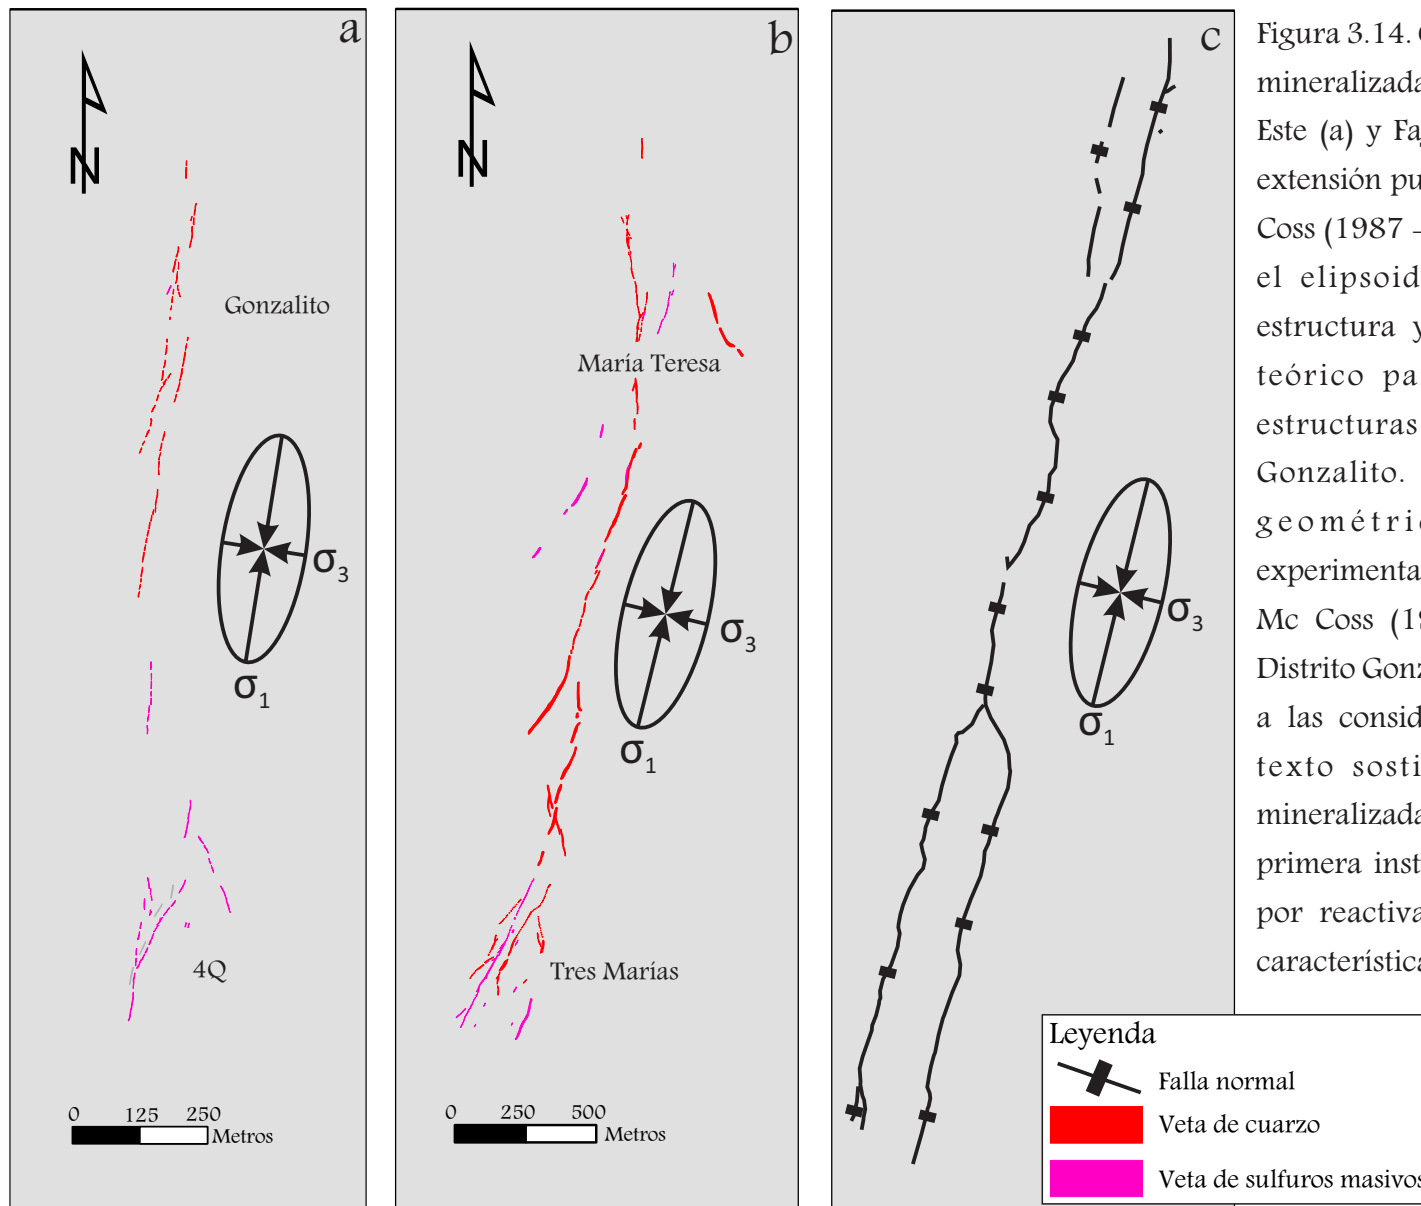 a
N
Gonzalito
σ3
σ1
4Q
0 125 250
Metros
b
N
María Teresa
σ3
σ1
Tres Marías
0 250 500
Metros
c
σ3
σ1
Figura 3.14.
mineralizada
Este (a) y Fa
extensión pu
Coss (1987 –
el elipsoid
estructura y
teórico pa
estructuras
Gonzalito.
geométric
experimenta
Mc Coss (19
Distrito Gonz
a las consid
texto sosti
mineralizada
primera inst
por reactiva
característica
Leyenda
Falla normal
Veta de cuarzo
Veta de sulfuros masivos